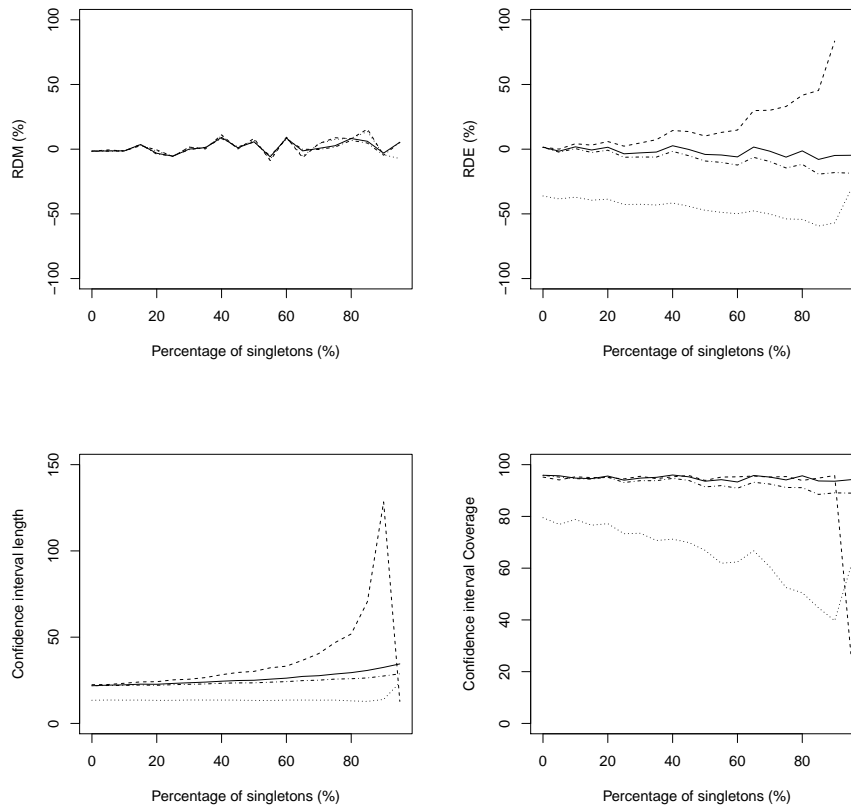 RDM (%)
100
50
0
−50
−100
0 20 40 60 80
Percentage of singletons (%)
RDE (%)
100
50
0
−50
−100
0 20 40 60 80
Percentage of singletons (%)
Confidence interval length
150
100
50
0
0 20 40 60 80
Percentage of singletons (%)
Confidence interval Coverage
100
80
60
40
20
0
0 20 40 60 80
Percentage of singletons (%)